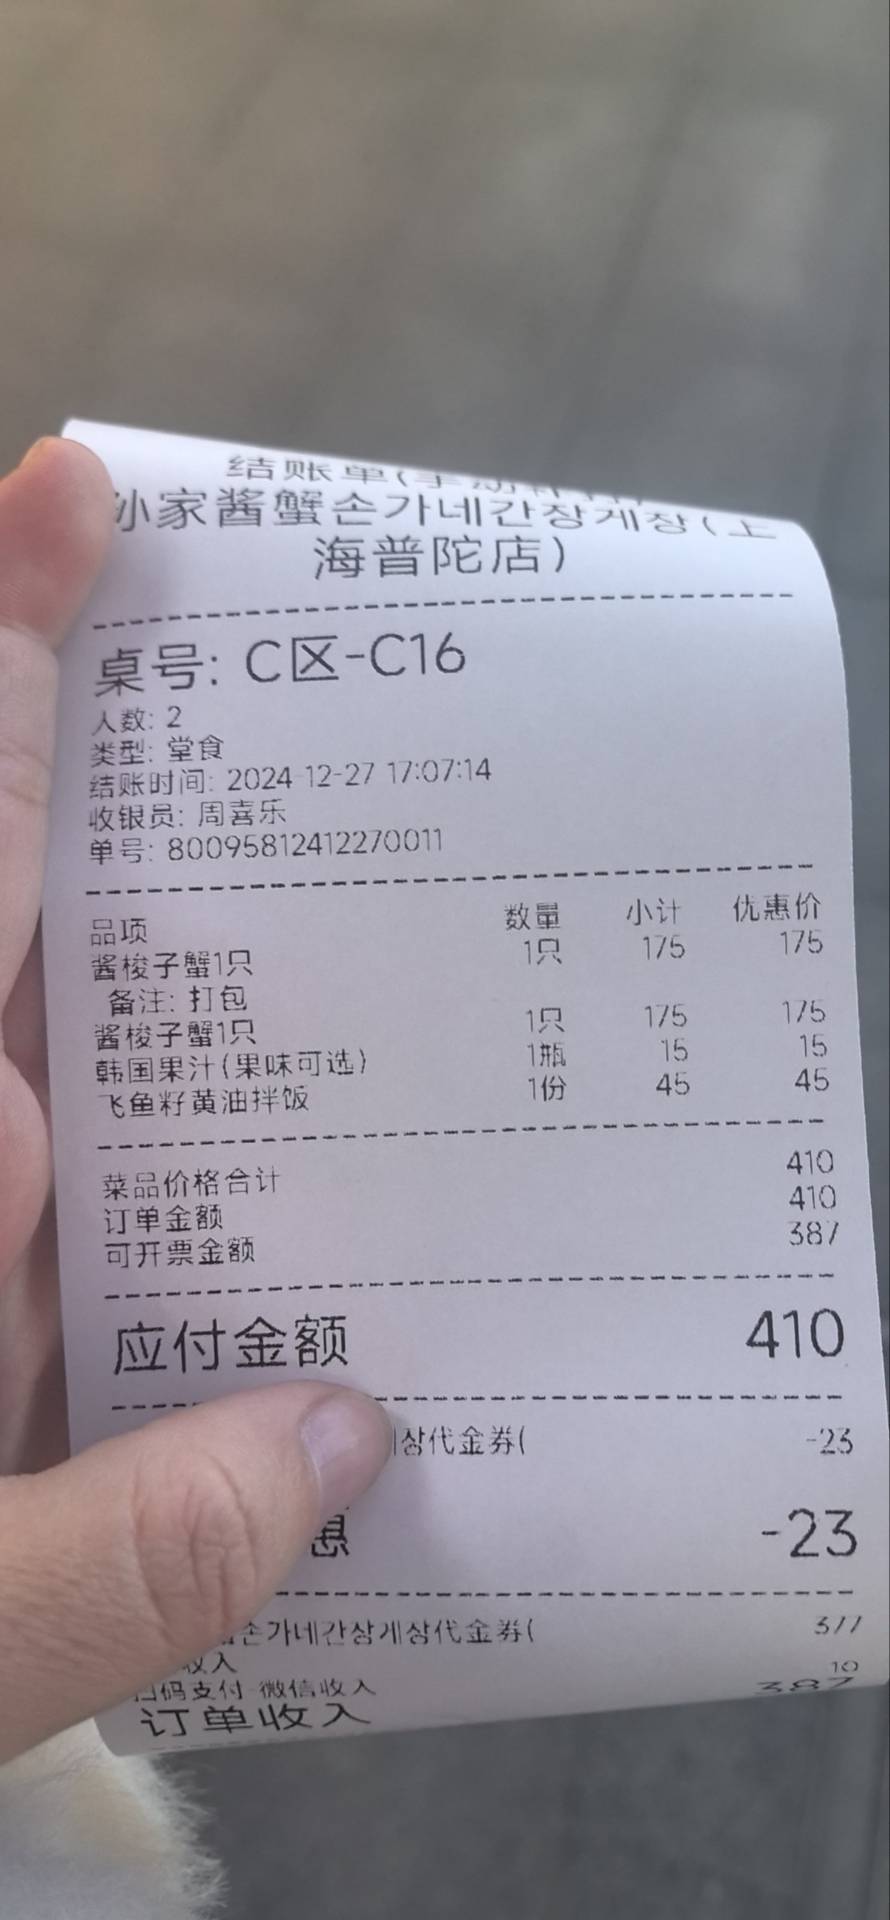 结账单(
孙家酱蟹손가네간장게장(上
海普陀店)
桌号: C区-C16
人数: 2
类型: 堂食
结账时间: 2024-12-27 17:07:14
收银员: 周喜乐
单号: 80095812412270011
品项 数量 小计 优惠价
酱梭子蟹1只 1只 175 175
备注: 打包
酱梭子蟹1只 1只 175 175
韩国果汁(果味可选) 1瓶 15 15
飞鱼籽黄油拌饭 1份 45 45
菜品价格合计 410
订单金额 410
可开票金额 387
应付金额 410
장代金券( -23
惠 -23
손가네간장게장代金券( 377
收入
扫码支付-微信收入 10
订单收入 387